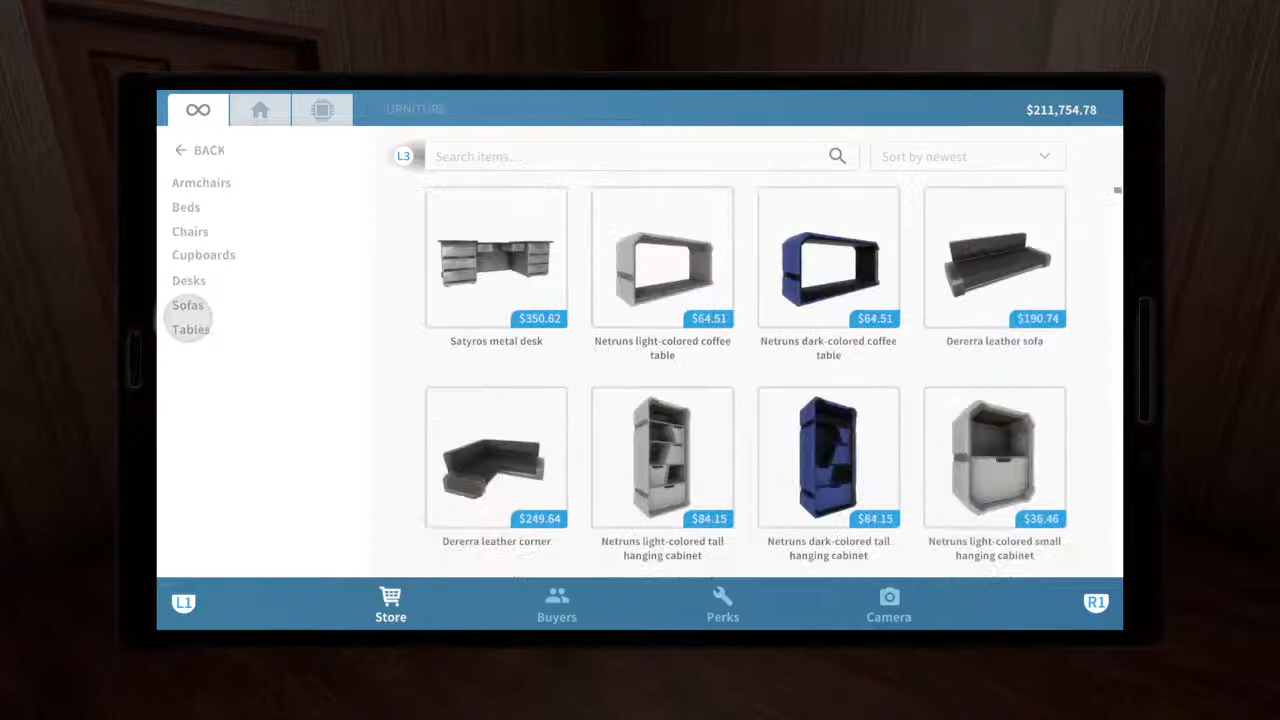 URNITURE
$211,754.78
BACK
L3
Search items...
Sort by newest
Armchairs
Beds
Chairs
Cupboards
Desks
Sofas
Tables
$350.62
$64.51
$64.51
$190.74
Satyros metal desk
Netruns light-colored coffee
table
Netruns dark-colored coffee
table
Dererra leather sofa
$249.64
$84.15
$84.15
$36.46
Dererra leather corner
Netruns light-colored tall
hanging cabinet
Netruns dark-colored tall
hanging cabinet
Netruns light-colored small
hanging cabinet
L1
Store
Buyers
Perks
Camera
R1